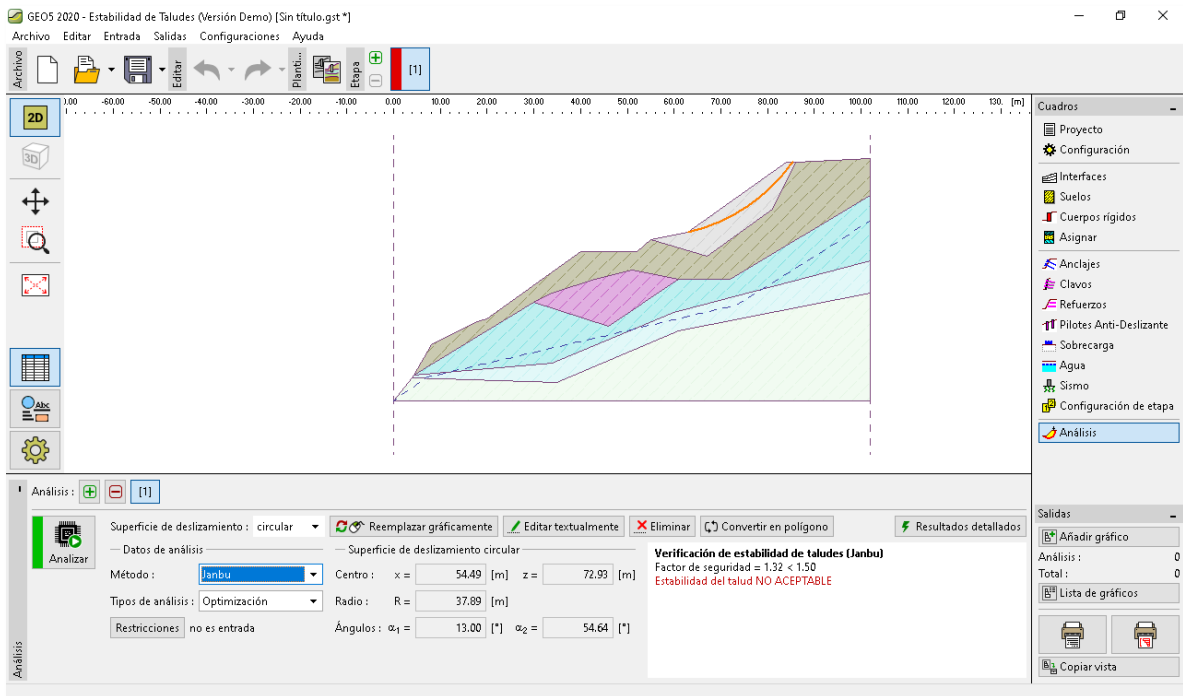 GEO5 2020 - Estabilidad de Taludes (Versión Demo) [Sin título.gst *]
Archivo Editar Entrada Salidas Configuraciones Ayuda
Archivo
Editar
Planti...
Etapa
[1]
2D
3D
0.00 -60.00 -50.00 -40.00 -30.00 -20.00 -10.00 0.00 10.00 20.00 30.00 40.00 50.00 60.00 70.00 80.00 90.00 100.00 110.00 120.00 130. [m]
Abc
Cuadros
Proyecto
Configuración
Interfaces
Suelos
Cuerpos rígidos
Asignar
Anclajes
Clavos
Refuerzos
Pilotes Anti-Deslizante
Sobrecarga
Agua
Sismo
Configuración de etapa
Análisis
Análisis : [1]
Analizar
Superficie de deslizamiento : circular
Reemplazar gráficamente
Editar textualmente
Eliminar
Convertir en polígono
Resultados detallados
Datos de análisis
Método : Janbu
Tipos de análisis : Optimización
Restricciones no es entrada
Superficie de deslizamiento circular
Centro : x = 54.49 [m] z = 72.93 [m]
Radio : R = 37.89 [m]
Ángulos : α1 = 13.00 [°] α2 = 54.64 [°]
Verificación de estabilidad de taludes (Janbu)
Factor de seguridad = 1.32 < 1.50
Estabilidad del talud NO ACEPTABLE
Análisis
Salidas
Añadir gráfico
Análisis : 0
Total : 0
Lista de gráficos
Copiar vista